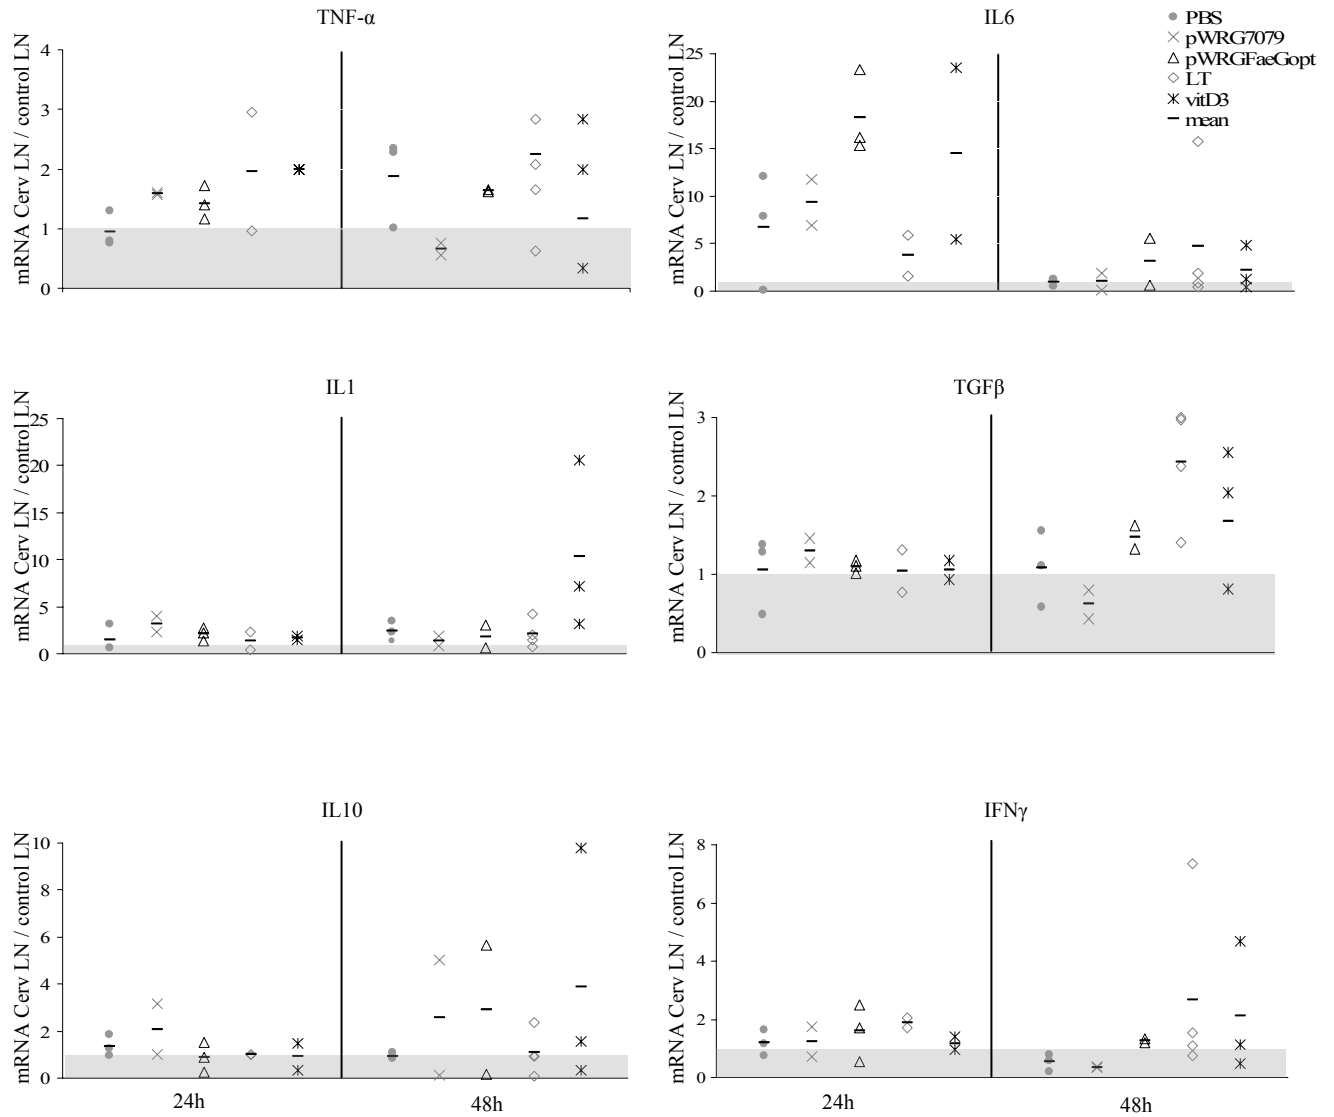 TNF-α
mRNA Cerv LN / control LN
4
3
2
1
0
IL6
PBS
pWRG7079
pWRGFaeGopt
LT
vitD3
mean
mRNA Cerv LN / control LN
25
20
15
10
5
0
IL1
mRNA Cerv LN / control LN
25
20
15
10
5
0
TGFβ
mRNA Cerv LN / control LN
3
2
1
0
IL10
mRNA Cerv LN / control LN
10
8
6
4
2
0
24h
48h
IFNγ
mRNA Cerv LN / control LN
8
6
4
2
0
24h
48h